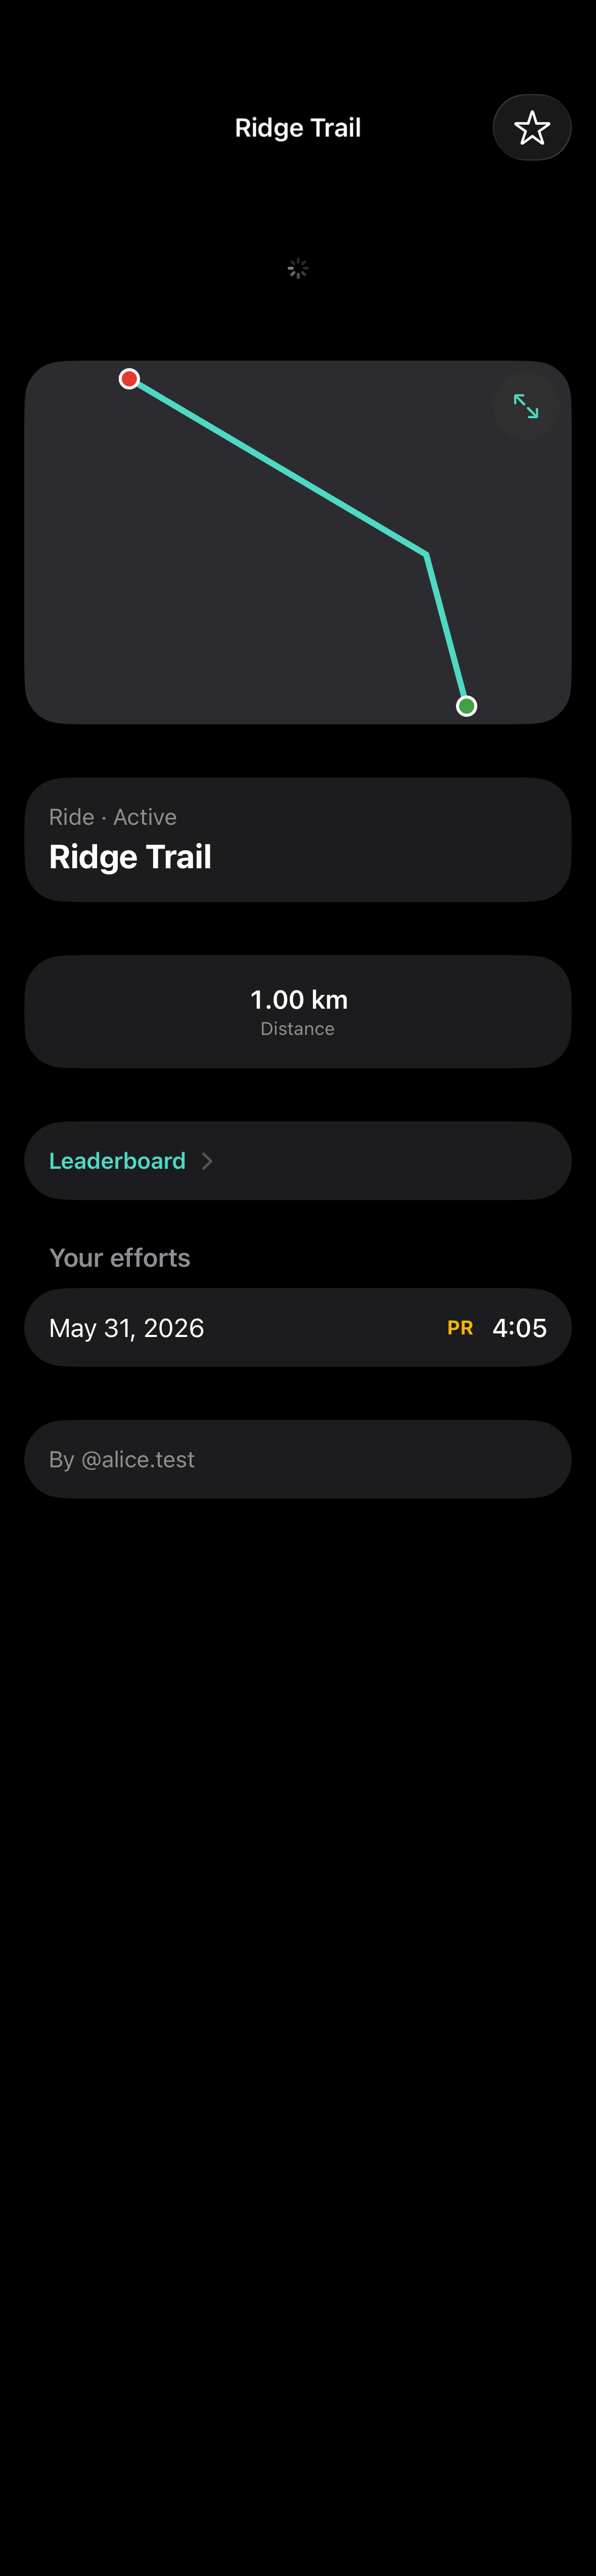 Ridge Trail
Ride · Active
Ridge Trail
1.00 km
Distance
Leaderboard
Your efforts
May 31, 2026 PR 4:05
By @alice.test